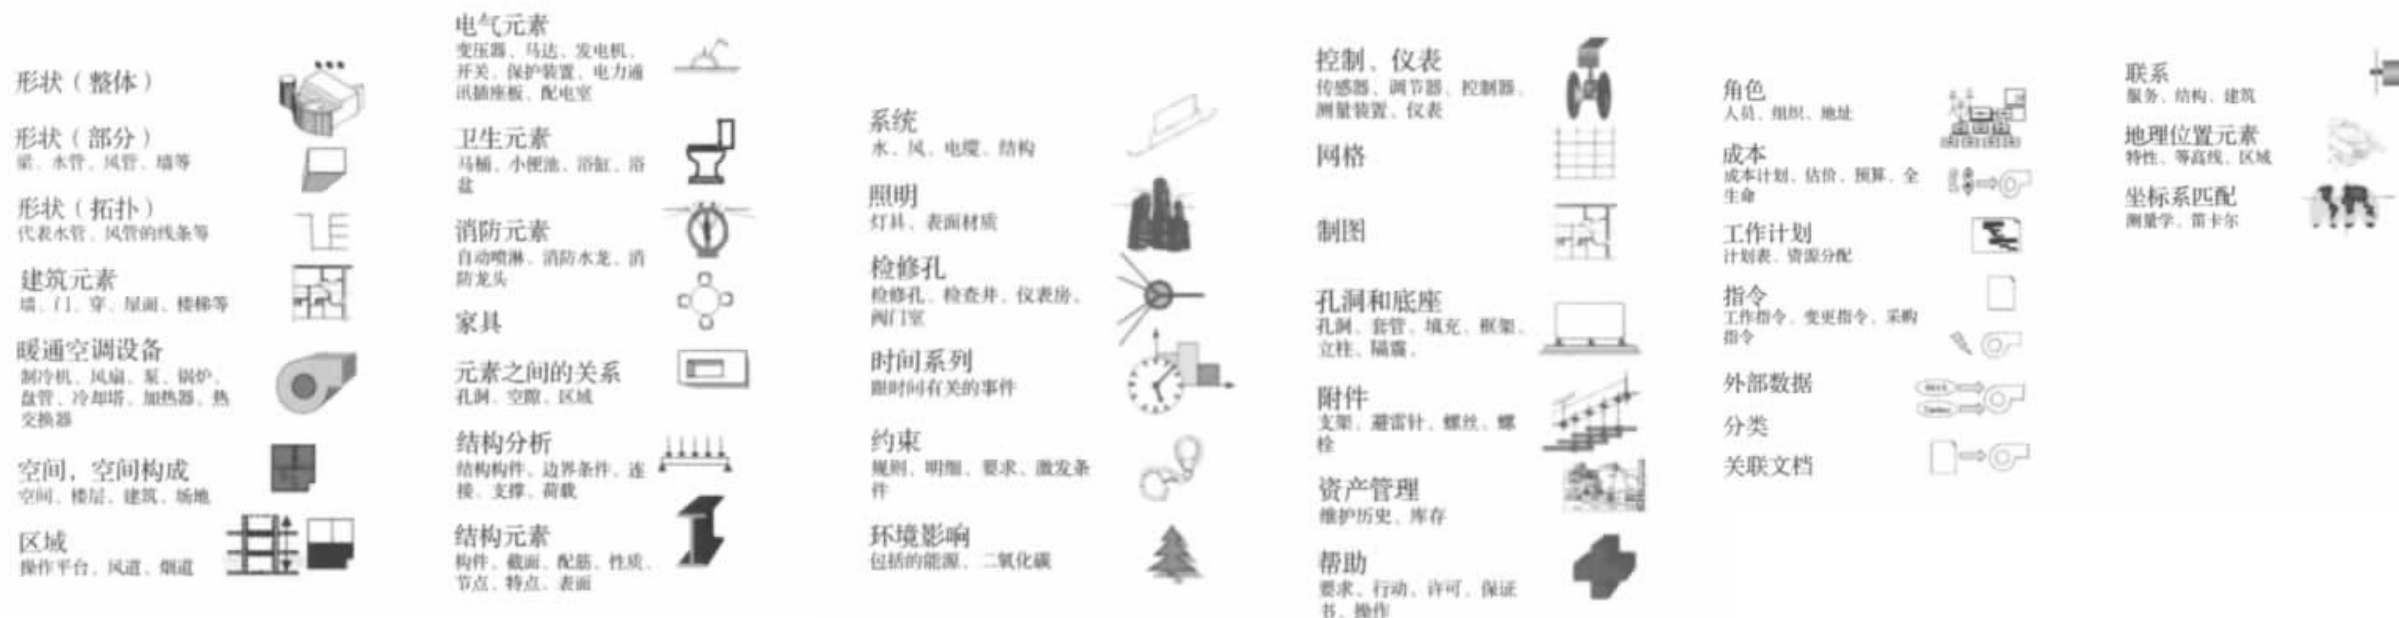 形状（整体）
形状（部分）
梁、水管、风管、墙等
形状（拓扑）
代表水管、风管的线条等
建筑元素
墙、门、穿、屋面、楼梯等
暖通空调设备
制冷机、风扇、泵、锅炉、
盘管、冷却塔、加热器、热
交换器
空间，空间构成
空间、楼层、建筑、场地
区域
操作平台、风道、烟道
电气元素
变压器、马达、发电机、
开关、保护装置、电力通
讯插座板、配电室
卫生元素
马桶、小便池、浴缸、浴
盆
消防元素
自动喷淋、消防水龙、消
防龙头
家具
元素之间的关系
孔洞、空隙、区域
结构分析
结构构件、边界条件、连
接、支撑、荷载
结构元素
构件、截面、配筋、性质、
节点、特点、表面
系统
水、风、电缆、结构
照明
灯具、表面材质
检修孔
检修孔、检查井、仪表房、
阀门室
时间系列
跟时间有关的事件
约束
规则、明细、要求、激发条
件
环境影响
包括的能源、二氧化碳
控制、仪表
传感器、调节器、控制器、
测量装置、仪表
网格
制图
孔洞和底座
孔洞、套管、填充、框架、
立柱、隔震、
附件
支架、避雷针、螺丝、螺
栓
资产管理
维护历史、库存
帮助
要求、行动、许可、保证
书、操作
角色
人员、组织、地址
成本
成本计划、估价、预算、全
生命
工作计划
计划表、资源分配
指令
工作指令、变更指令、采购
指令
外部数据
分类
关联文档
联系
服务、结构、建筑
地理位置元素
特性、等高线、区域
坐标系匹配
测量学、笛卡尔